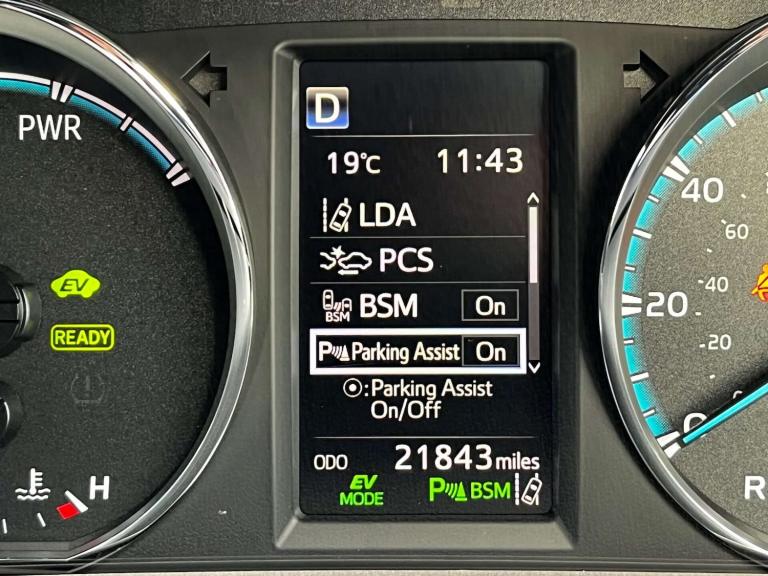 D
19°C 11:43
LDA
PCS
BSM BSM On
P Parking Assist On
:Parking Assist
On/Off
ODO 21843 miles
EV
MODE
P BSM
PWR
EV
READY
H
40
60
20
40
20
0
R